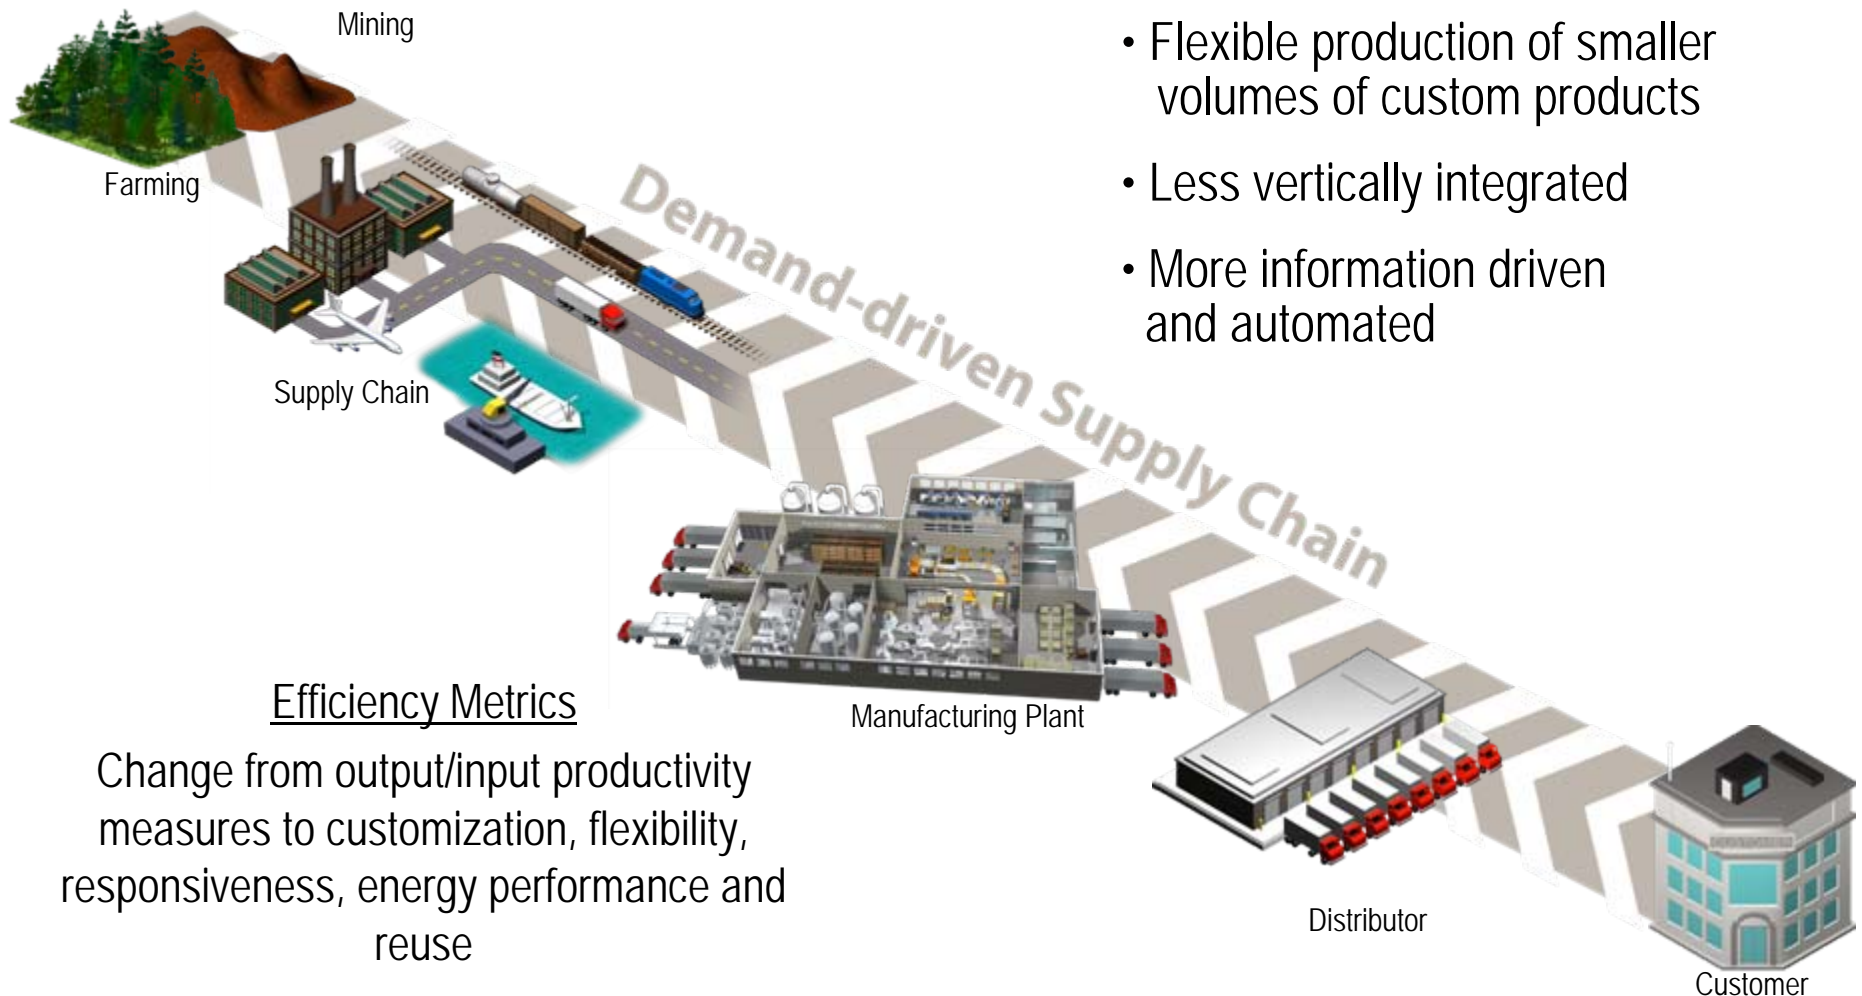 Mining
Farming
• Flexible production of smaller
volumes of custom products
• Less vertically integrated
• More information driven
and automated
Demand-driven Supply Chain
Supply Chain
Manufacturing Plant
Efficiency Metrics
Change from output/input productivity
measures to customization, flexibility,
responsiveness, energy performance and
reuse
Distributor
Customer